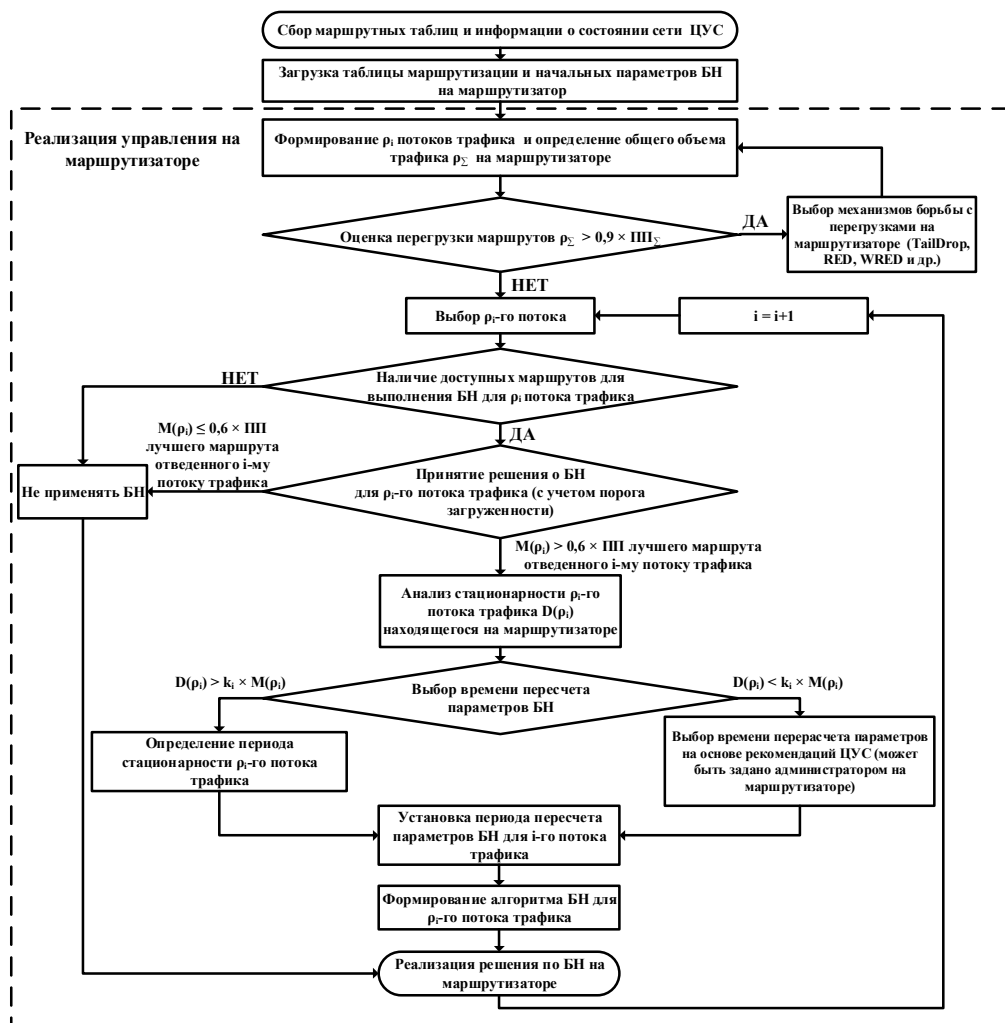 Сбор маршрутных таблиц и информации о состоянии сети ЦУС
Загрузка таблицы маршрутизации и начальных параметров БН
на маршрутизатор
Реализация управления на
маршрутизаторе
Формирование ρi потоков трафика и определение общего объема
трафика ρ∑ на маршрутизаторе
Оценка перегрузки маршрутов ρ∑ > 0,9 × ПП∑
ДА
Выбор механизмов борьбы с
перегрузками на
маршрутизаторе (TailDrop,
RED, WRED и др.)
НЕТ
Выбор ρi-го потока
i = i+1
Наличие доступных маршрутов для
выполнения БН для ρi потока трафика
НЕТ
ДА
M(ρi) ≤ 0,6 × ПП
лучшего маршрута
отведенного i-му
потоку трафика
Не применять БН
Принятие решения о БН
для ρi-го потока трафика (с учетом порога
загруженности)
M(ρi) > 0,6 × ПП лучшего маршрута
отведенного i-му потоку трафика
Анализ стационарности ρi-го
потока трафика D(ρi)
находящегося на маршрутизаторе
D(ρi) > ki × M(ρi)
Выбор времени пересчета
параметров БН
D(ρi) < ki × M(ρi)
Определение периода
стационарности ρi-го потока
трафика
Выбор времени перерасчета параметров
на основе рекомендаций ЦУС (может
быть задано администратором на
маршрутизаторе)
Установка периода пересчета
параметров БН для i-го потока
трафика
Формирование алгоритма БН для
ρi-го потока трафика
Реализация решения по БН на
маршрутизаторе